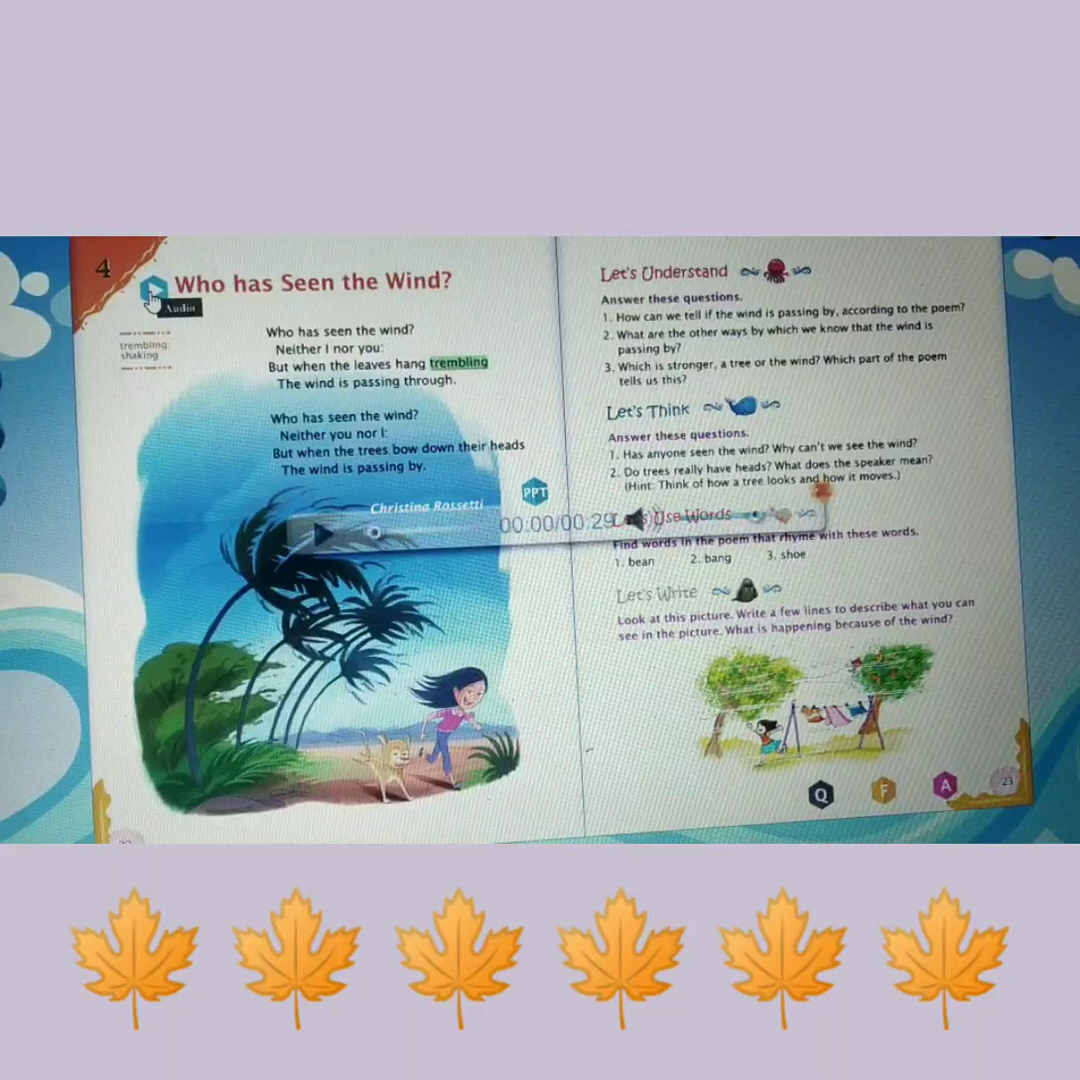 4
Who has Seen the Wind?
Audio
trembling:
shaking
Who has seen the wind?
Neither I nor you:
But when the leaves hang trembling
The wind is passing through.
Who has seen the wind?
Neither you nor I:
But when the trees bow down their heads
The wind is passing by.
Christina Rossetti
PPT
00:00/00:29
Let's Understand
Answer these questions.
1. How can we tell if the wind is passing by, according to the poem?
2. What are the other ways by which we know that the wind is
passing by?
3. Which is stronger, a tree or the wind? Which part of the poem
tells us this?
Let's Think
Answer these questions.
1. Has anyone seen the wind? Why can't we see the wind?
2. Do trees really have heads? What does the speaker mean?
(Hint: Think of how a tree looks and how it moves.)
Let's Use Words
Find words in the poem that rhyme with these words.
1. bean 2. bang 3. shoe
Let's Write
Look at this picture. Write a few lines to describe what you can
see in the picture. What is happening because of the wind?
Q F A
23